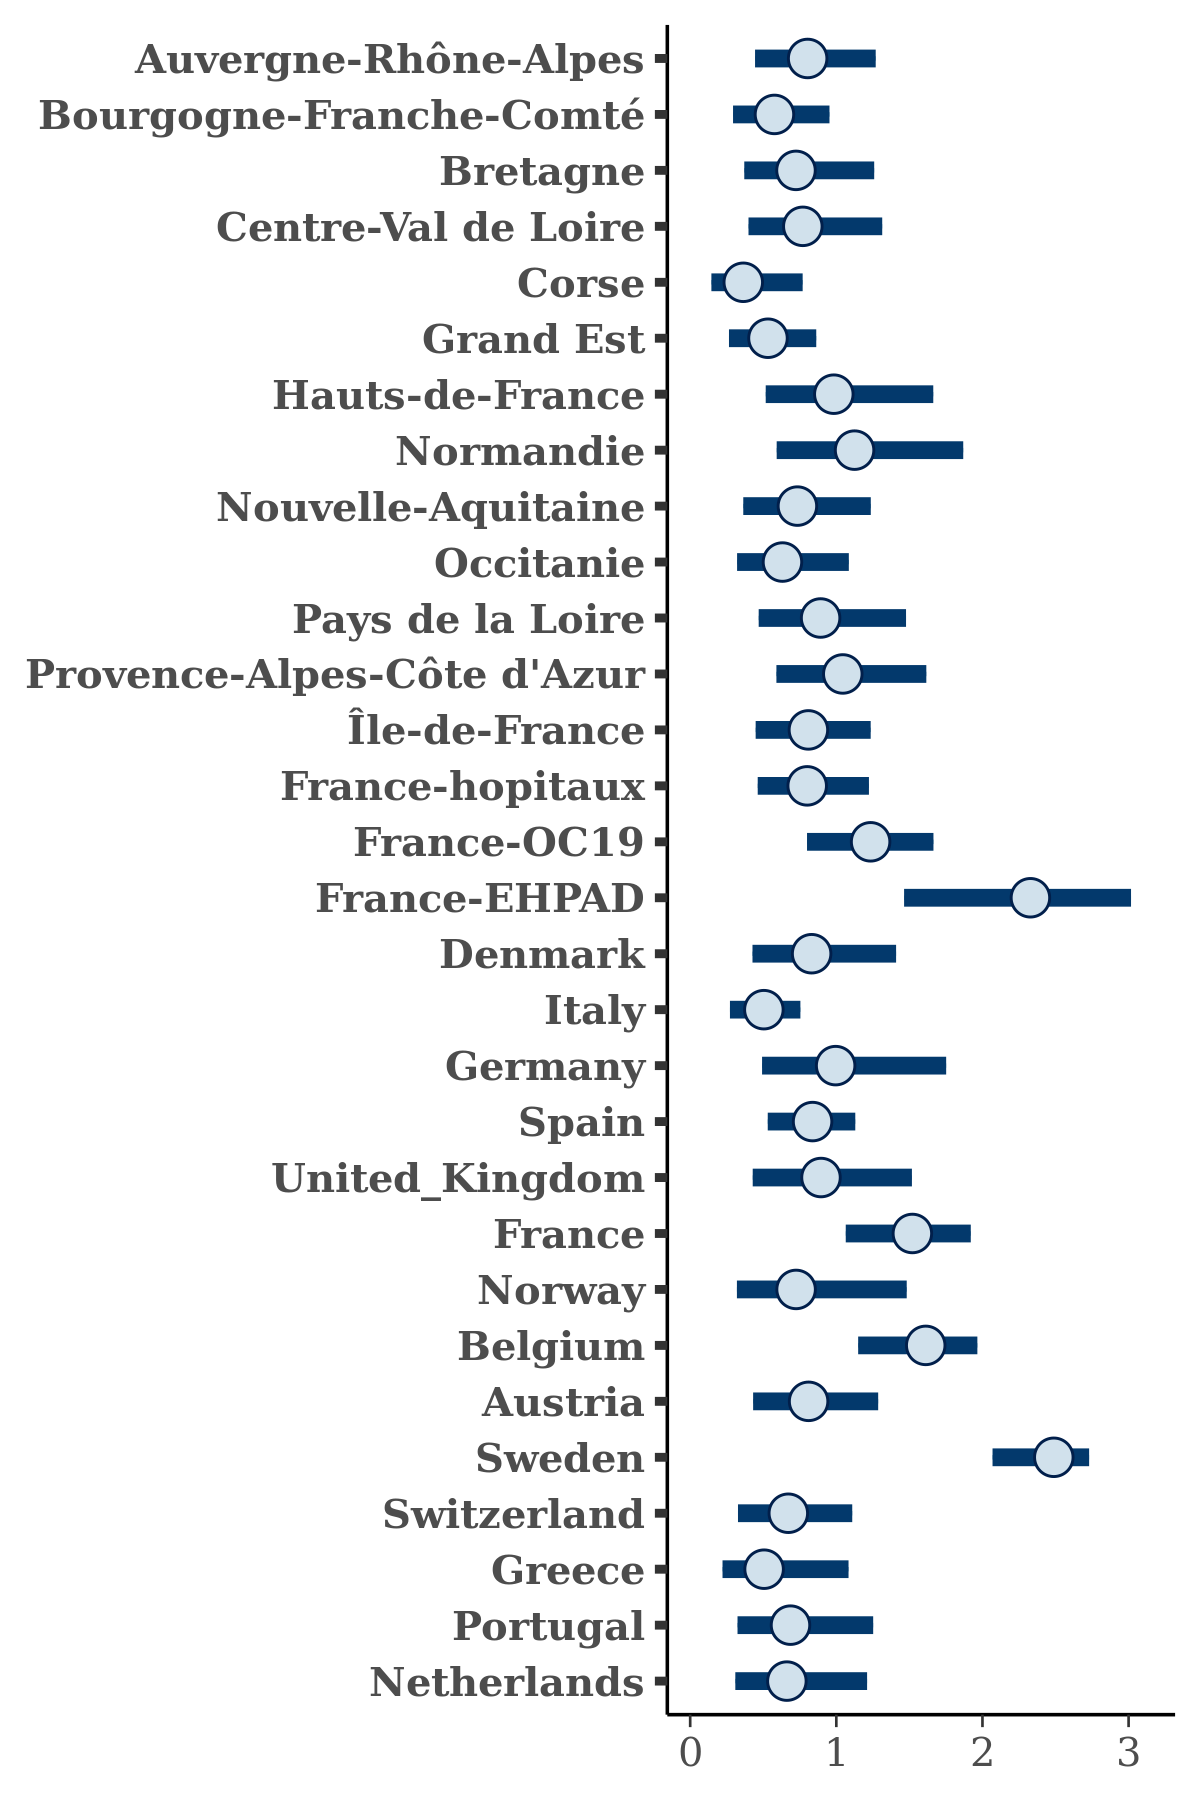 Auvergne-Rhône-Alpes
Bourgogne-Franche-Comté
Bretagne
Centre-Val de Loire
Corse
Grand Est
Hauts-de-France
Normandie
Nouvelle-Aquitaine
Occitanie
Pays de la Loire
Provence-Alpes-Côte d'Azur
Île-de-France
France-hopitaux
France-OC19
France-EHPAD
Denmark
Italy
Germany
Spain
United_Kingdom
France
Norway
Belgium
Austria
Sweden
Switzerland
Greece
Portugal
Netherlands
0 1 2 3